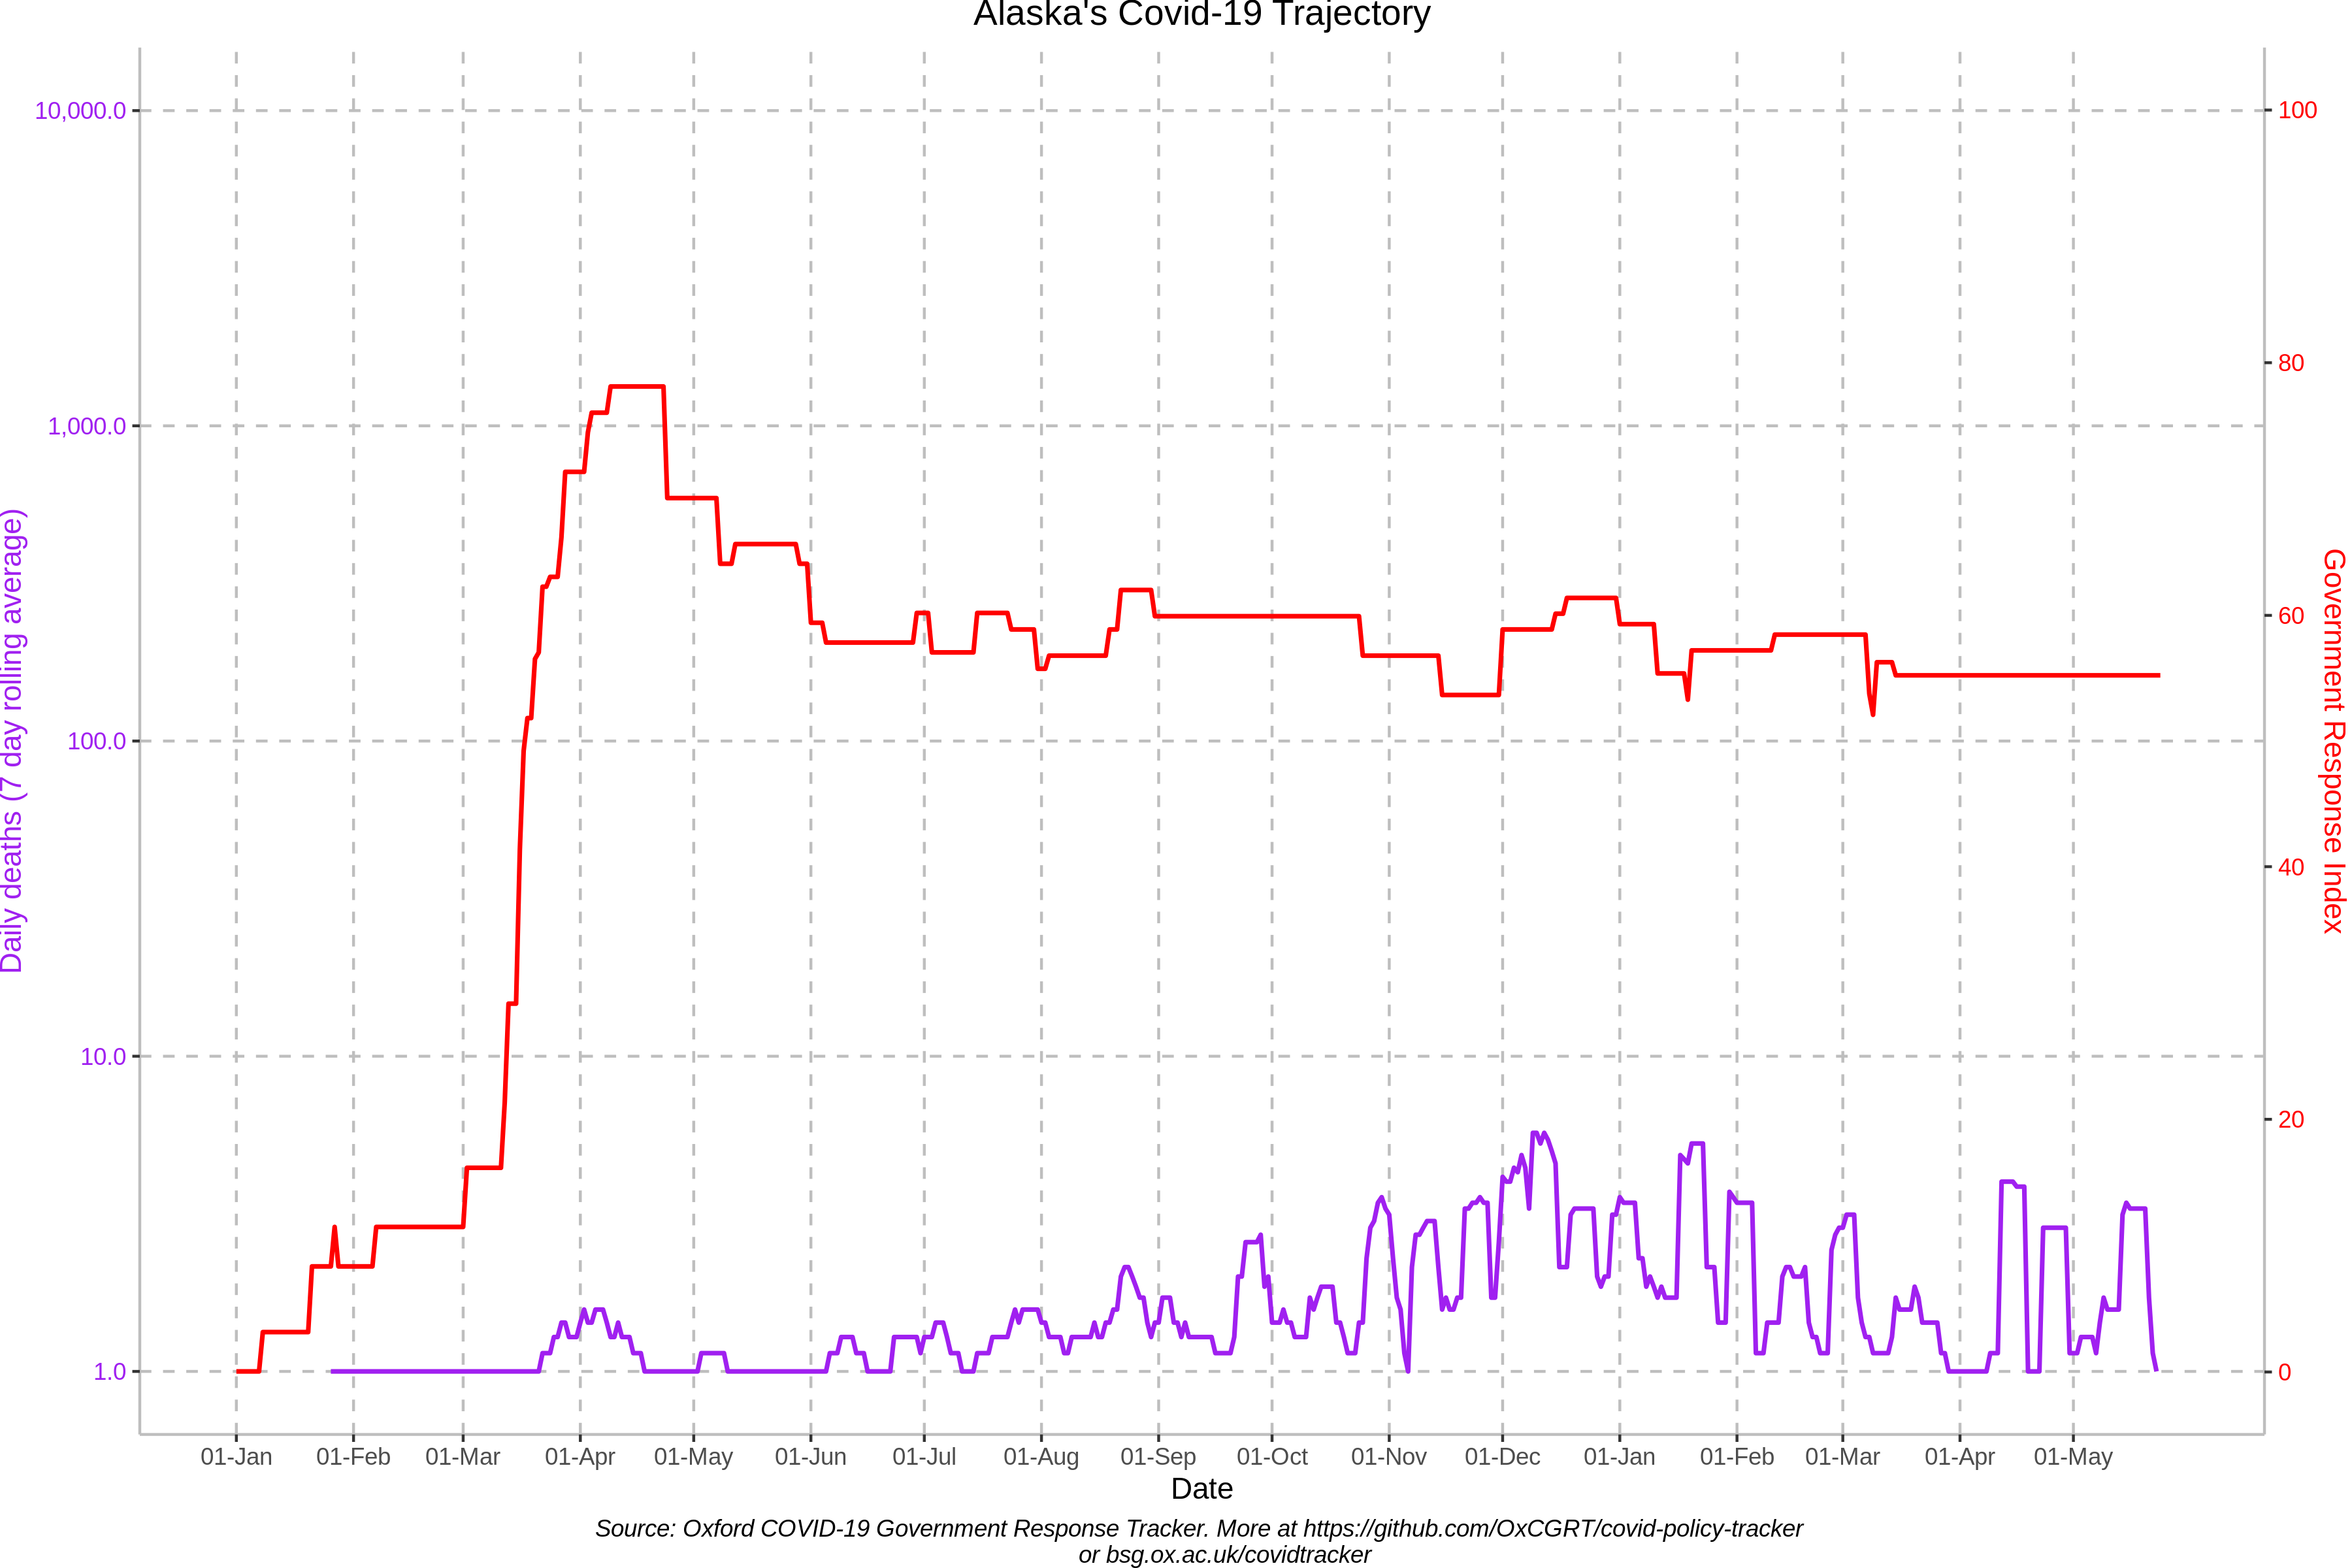 Alaska's Covid-19 Trajectory
10,000.0
1,000.0
100.0
10.0
1.0
Daily deaths (7 day rolling average)
100
80
60
40
20
0
Government Response Index
01-Jan 01-Feb 01-Mar 01-Apr 01-May 01-Jun 01-Jul 01-Aug 01-Sep 01-Oct 01-Nov 01-Dec 01-Jan 01-Feb 01-Mar 01-Apr 01-May
Date
Source: Oxford COVID-19 Government Response Tracker. More at https://github.com/OxCGRT/covid-policy-tracker
or bsg.ox.ac.uk/covidtracker